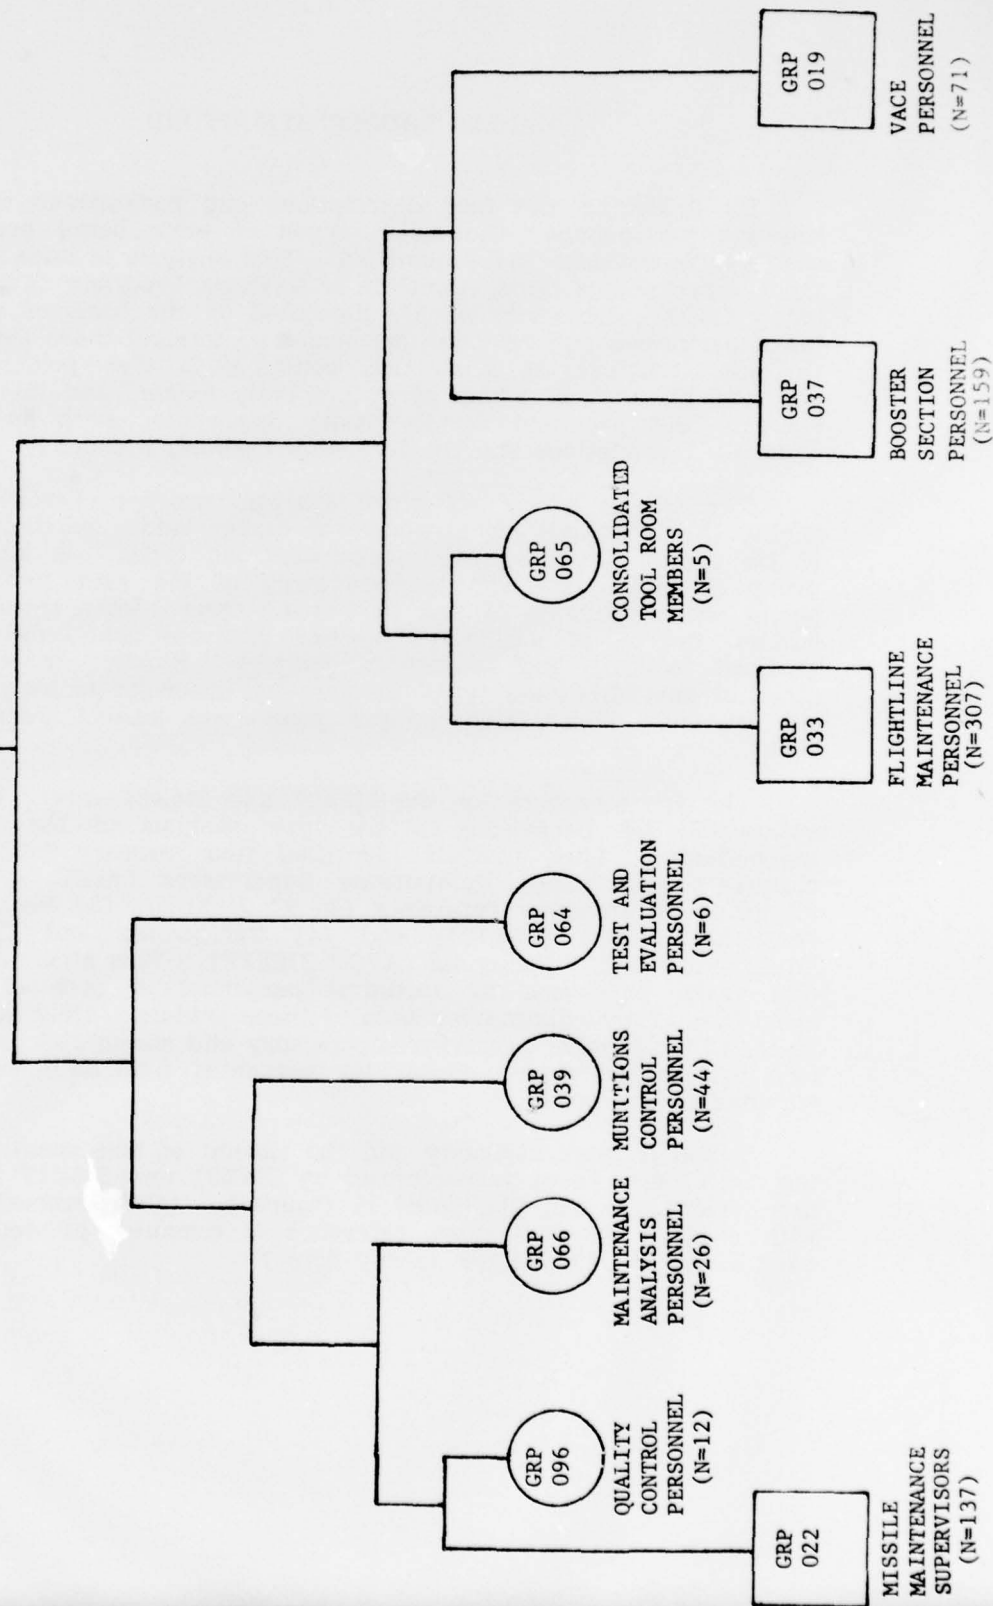 GRP
019
VACE
PERSONNEL
(N=71)
GRP
037
BOOSTER
SECTION
PERSONNEL
(N=159)
GRP
065
CONSOLIDATED
TOOL ROOM
MEMBERS
(N=5)
GRP
033
FLIGHTLINE
MAINTENANCE
PERSONNEL
(N=307)
GRP
064
TEST AND
EVALUATION
PERSONNEL
(N=6)
GRP
039
MUNITIONS
CONTROL
PERSONNEL
(N=44)
GRP
066
MAINTENANCE
ANALYSIS
PERSONNEL
(N=26)
GRP
096
QUALITY
CONTROL
PERSONNEL
(N=12)
GRP
022
MISSILE
MAINTENANCE
SUPERVISORS
(N=137)